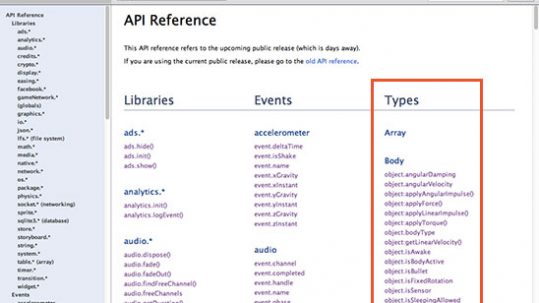 API Reference
Libraries
ads.*
analytics.*
audio.*
credits.*
crypto.*
display.*
easing.*
facebook.*
gameNetwork.*
(globals)
graphics.*
io.*
json.*
lfs.* (file system)
math.*
media.*
native.*
network.*
os.*
package.*
physics.*
socket.* (networking)
sprite.*
sqlite3.* (database)
store.*
storyboard.*
string.*
system.*
table.* (array)
timer.*
transition.*
widget.*
Events
API Reference
This API reference refers to the upcoming public release (which is days away).
If you are using the current public release, please go to the old API reference.
Libraries
ads.*
ads.hide()
ads.init()
ads.show()
analytics.*
analytics.init()
analytics.logEvent()
audio.*
audio.dispose()
audio.fade()
audio.fadeOut()
audio.findFreeChannel()
audio.freeChannels
Events
accelerometer
event.deltaTime
event.isShake
event.name
event.xGravity
event.xInstant
event.yGravity
event.yInstant
event.zGravity
event.zInstant
audio
event.channel
event.completed
event.handle
event.name
event.phase
Types
Array
Body
object.angularDamping
object.angularVelocity
object.applyAngularImpulse()
object.applyForce()
object.applyLinearImpulse()
object.applyTorque()
object.bodyType
object.getLinearVelocity()
object.isAwake
object.isBodyActive
object.isBullet
object.isFixedRotation
object.isSensor
object.isSleepingAllowed